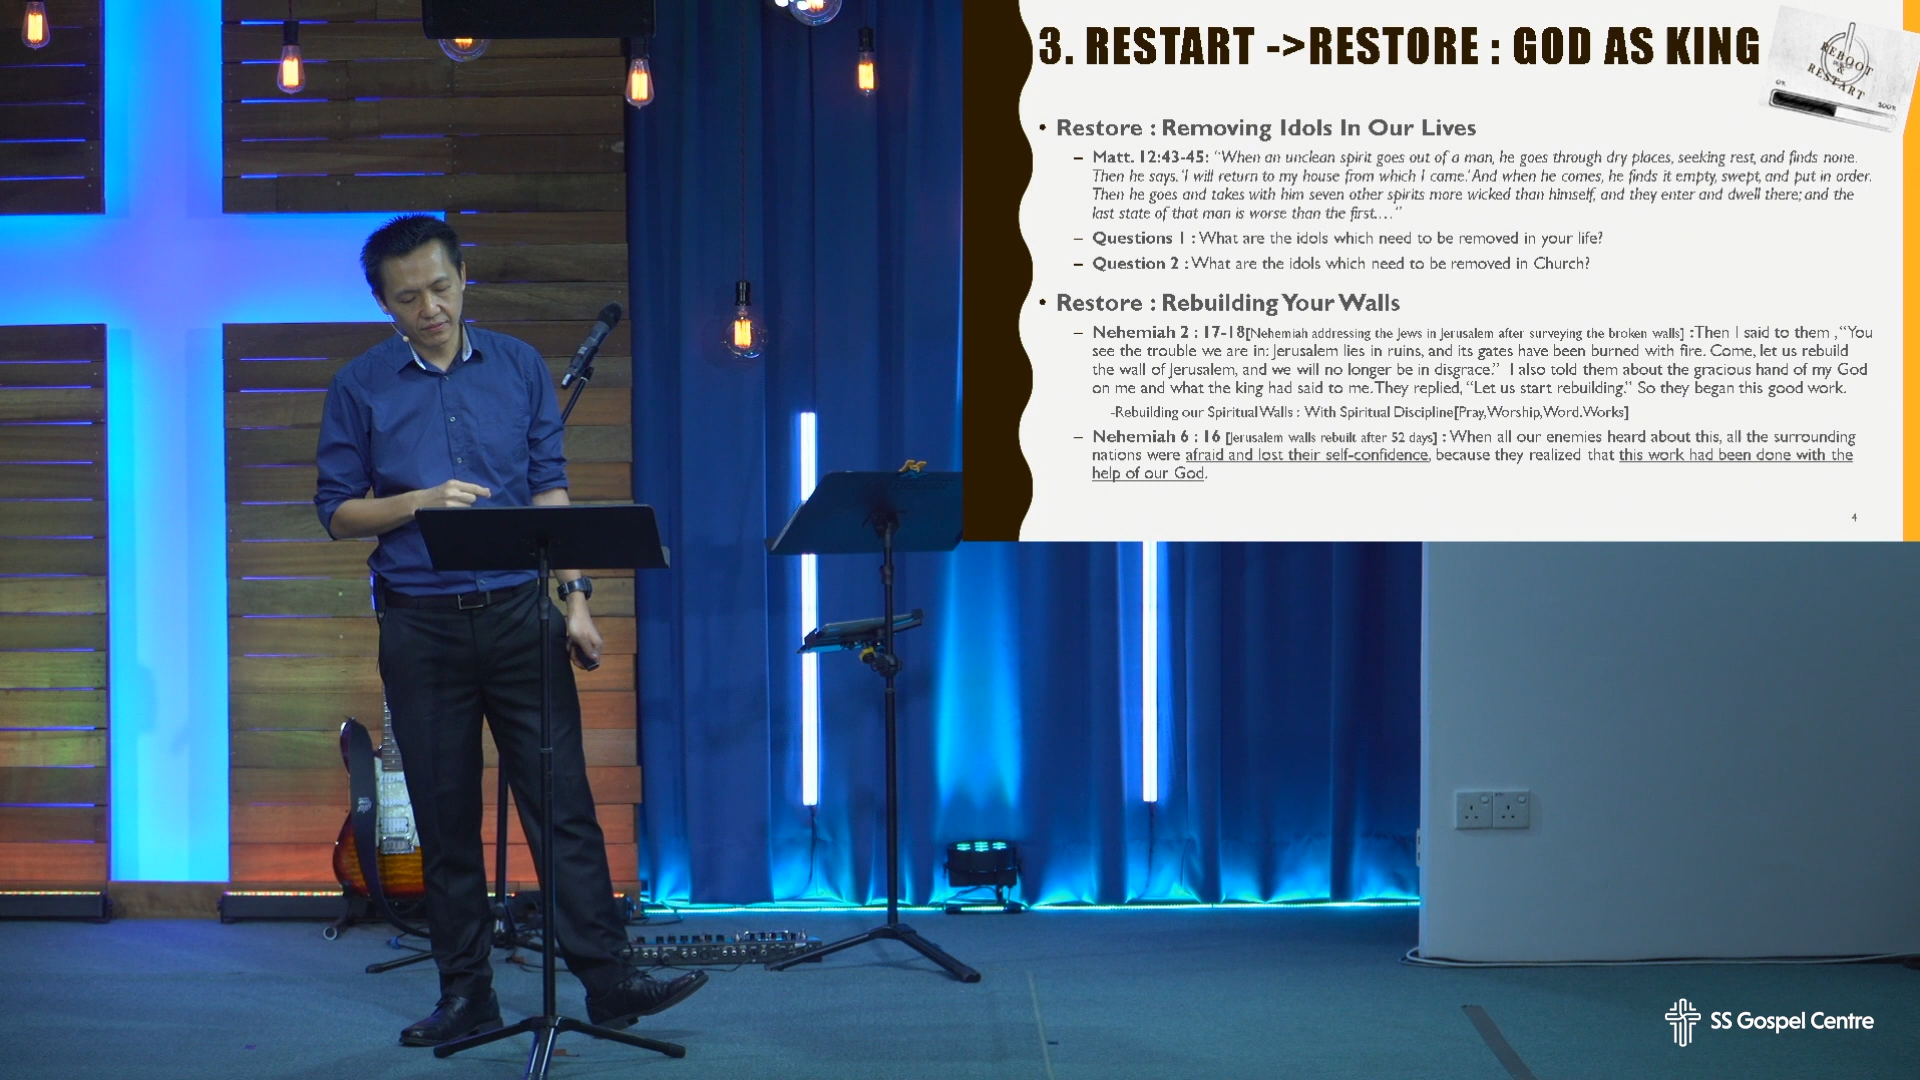 3. RESTART ->RESTORE : GOD AS KING
REBOOT
&
RESTART
0%
100%
• Restore : Removing Idols In Our Lives
– Matt. 12:43-45: “When an unclean spirit goes out of a man, he goes through dry places, seeking rest, and finds none.
Then he says. 'I will return to my house from which I came.' And when he comes, he finds it empty, swept, and put in order.
Then he goes and takes with him seven other spirits more wicked than himself, and they enter and dwell there; and the
last state of that man is worse than the first....”
– Questions 1 : What are the idols which need to be removed in your life?
– Question 2 : What are the idols which need to be removed in Church?
• Restore : Rebuilding Your Walls
– Nehemiah 2 : 17-18[Nehemiah addressing the Jews in Jerusalem after surveying the broken walls] :Then I said to them ,“You
see the trouble we are in: Jerusalem lies in ruins, and its gates have been burned with fire. Come, let us rebuild
the wall of Jerusalem, and we will no longer be in disgrace.” I also told them about the gracious hand of my God
on me and what the king had said to me. They replied, “Let us start rebuilding.” So they began this good work.
-Rebuilding our Spiritual Walls : With Spiritual Discipline[Pray,Worship,Word.Works]
– Nehemiah 6 : 16 [Jerusalem walls rebuilt after 52 days] : When all our enemies heard about this, all the surrounding
nations were afraid and lost their self-confidence, because they realized that this work had been done with the
help of our God.
4
SS Gospel Centre